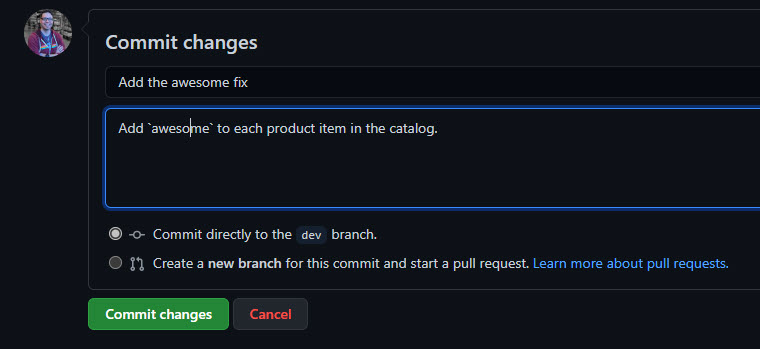 Commit changes
Add the awesome fix
Add `awesome` to each product item in the catalog.
Commit directly to the dev branch.
Create a new branch for this commit and start a pull request. Learn more about pull requests.
Commit changes Cancel